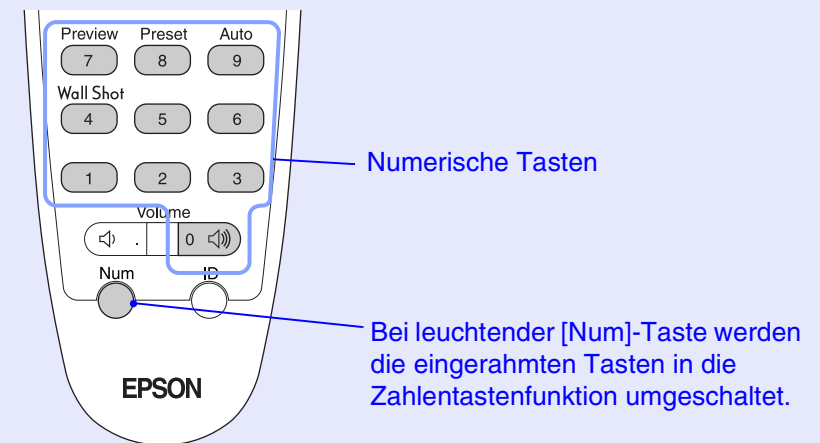 Preview Preset Auto
7 8 9
Wall Shot
4 5 6
Numerische Tasten
1 2 3
Volume
. 0
Num ID
Bei leuchtender [Num]-Taste werden
die eingerahmten Tasten in die
Zahlentastenfunktion umgeschaltet.
EPSON